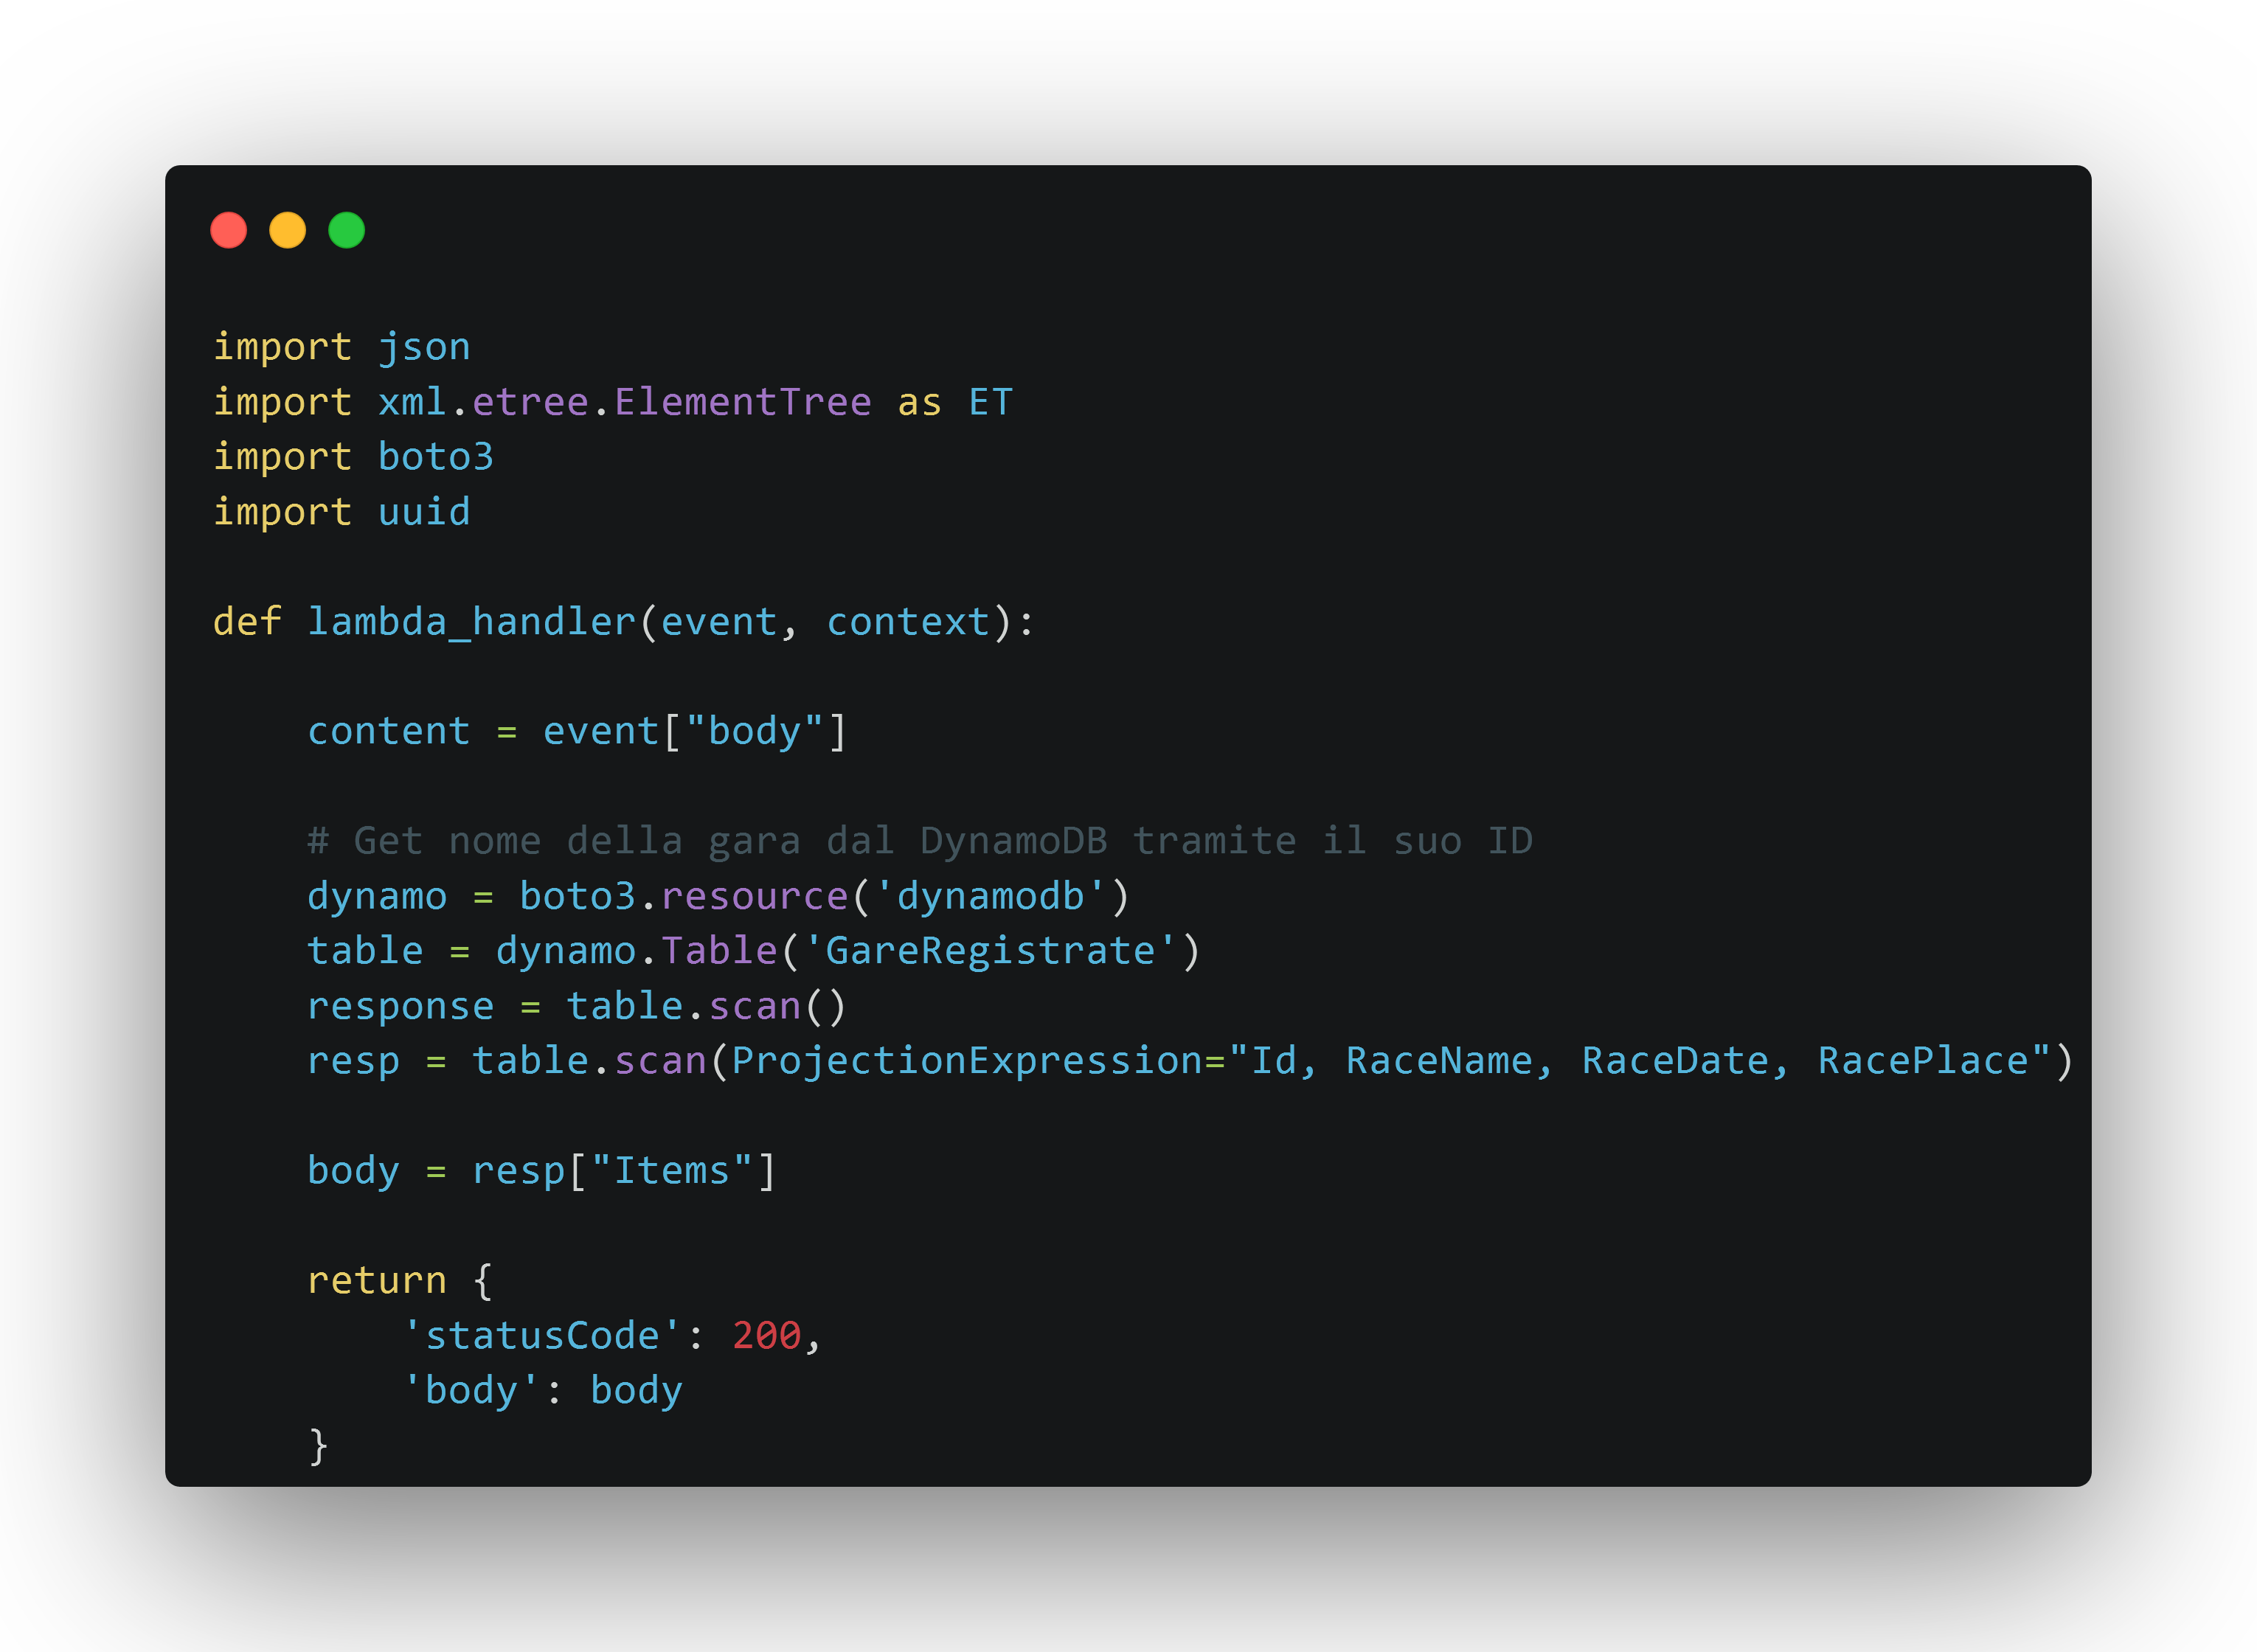 import json
import xml.etree.ElementTree as ET
import boto3
import uuid
def lambda_handler(event, context):
content = event["body"]
# Get nome della gara dal DynamoDB tramite il suo ID
dynamo = boto3.resource('dynamodb')
table = dynamo.Table('GareRegistrate')
response = table.scan()
resp = table.scan(ProjectionExpression="Id, RaceName, RaceDate, RacePlace")
body = resp["Items"]
return {
'statusCode': 200,
'body': body
}